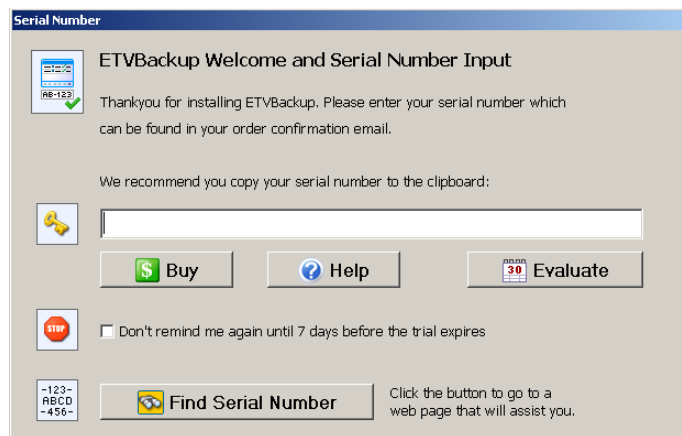 Serial Number
ETVBackup Welcome and Serial Number Input
AB-123
Thankyou for installing ETVBackup. Please enter your serial number which
can be found in your order confirmation email.
We recommend you copy your serial number to the clipboard:
$ Buy
? Help
30 Evaluate
STOP
Don't remind me again until 7 days before the trial expires
-123-
ABCD
-456-
Find Serial Number
Click the button to go to a
web page that will assist you.